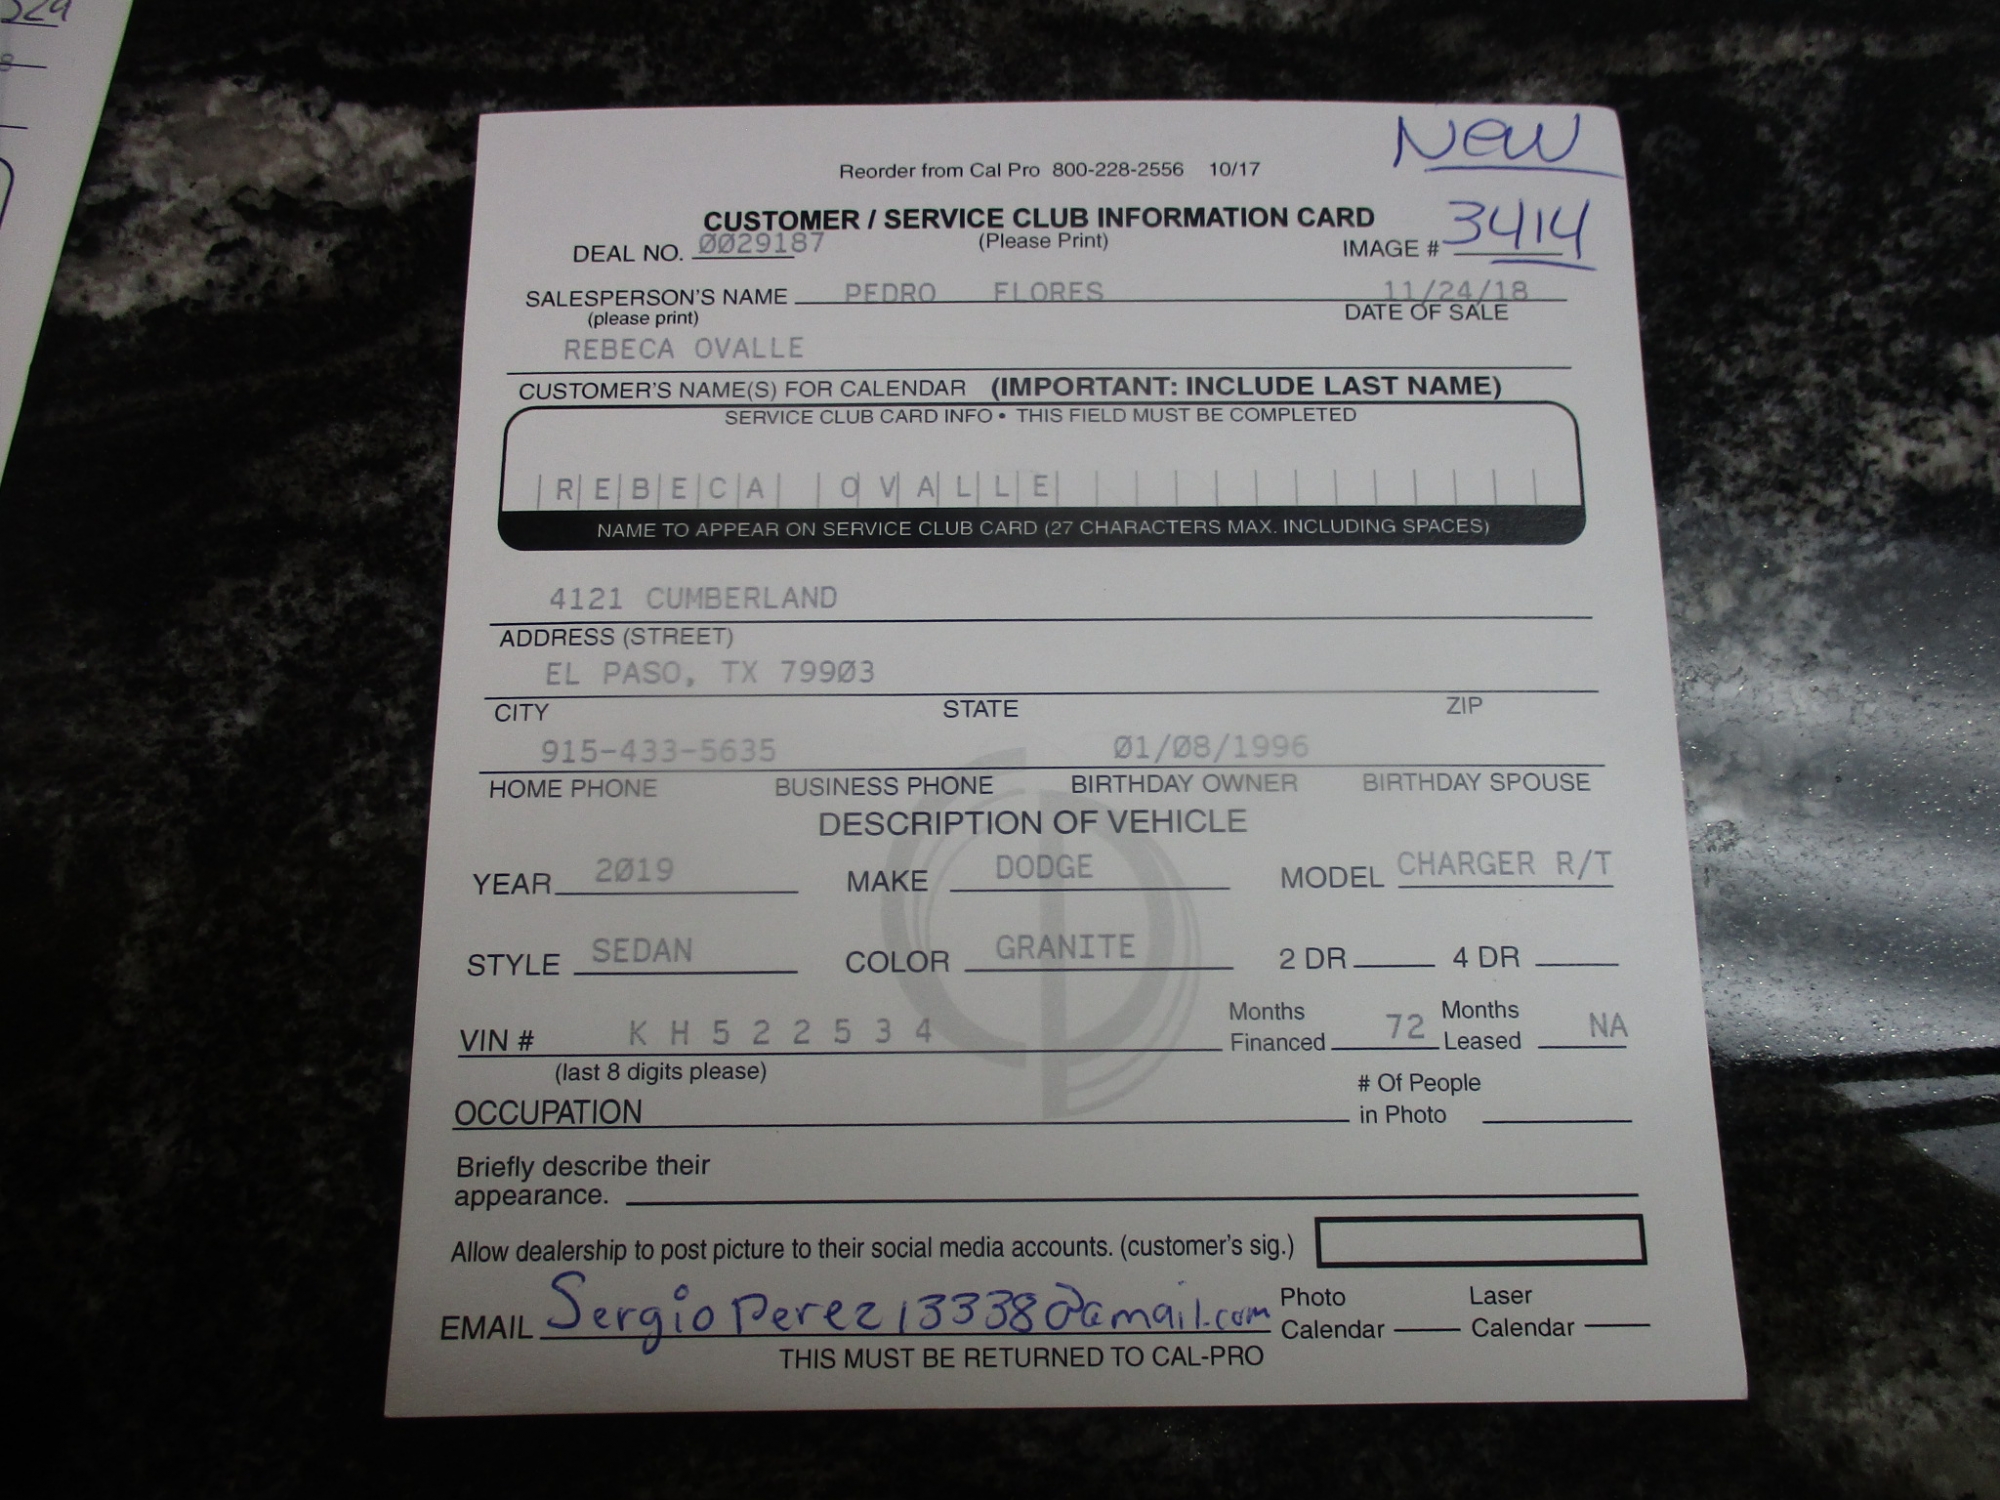 NEW
Reorder from Cal Pro 800-228-2556 10/17
CUSTOMER / SERVICE CLUB INFORMATION CARD
(Please Print)
DEAL NO. 0029187
IMAGE # 3414
SALESPERSON'S NAME PEDRO FLORES 11/24/18
(please print) DATE OF SALE
REBECA OVALLE
CUSTOMER'S NAME(S) FOR CALENDAR (IMPORTANT: INCLUDE LAST NAME)
SERVICE CLUB CARD INFO • THIS FIELD MUST BE COMPLETED
REBECA OVALLE
NAME TO APPEAR ON SERVICE CLUB CARD (27 CHARACTERS MAX. INCLUDING SPACES)
4121 CUMBERLAND
ADDRESS (STREET)
EL PASO, TX 79903
CITY STATE ZIP
915-433-5635 01/08/1996
HOME PHONE BUSINESS PHONE BIRTHDAY OWNER BIRTHDAY SPOUSE
DESCRIPTION OF VEHICLE
YEAR 2019 MAKE DODGE MODEL CHARGER R/T
STYLE SEDAN COLOR GRANITE 2 DR 4 DR
VIN # KH522534 Months Financed 72 Months Leased NA
(last 8 digits please)
OCCUPATION # Of People in Photo
Briefly describe their
appearance.
Allow dealership to post picture to their social media accounts. (customer's sig.)
EMAIL SergioPerez13338@Gmail.com Photo Calendar Laser Calendar
THIS MUST BE RETURNED TO CAL-PRO